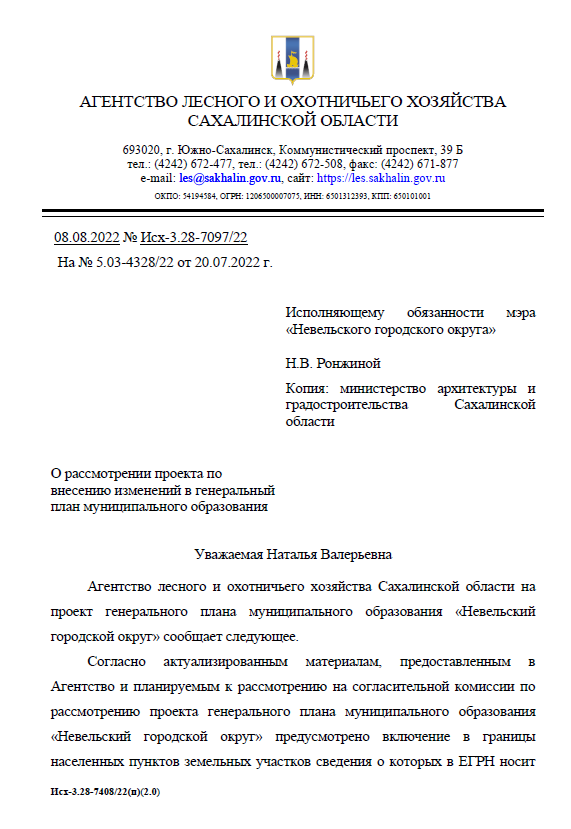 АГЕНТСТВО ЛЕСНОГО И ОХОТНИЧЬЕГО ХОЗЯЙСТВА
САХАЛИНСКОЙ ОБЛАСТИ
693020, г. Южно-Сахалинск, Коммунистический проспект, 39 Б
тел.: (4242) 672-477, тел.: (4242) 672-508, факс: (4242) 671-877
e-mail: les@sakhalin.gov.ru, сайт: https://les.sakhalin.gov.ru
ОКПО: 54194584, ОГРН: 1206500007075, ИНН: 6501312393, КПП: 650101001
08.08.2022 № Исх-3.28-7097/22
На № 5.03-4328/22 от 20.07.2022 г.
Исполняющему обязанности мэра
«Невельского городского округа»
Н.В. Ронжиной
Копия: министерство архитектуры и
градостроительства Сахалинской
области
О рассмотрении проекта по
внесению изменений в генеральный
план муниципального образования
Уважаемая Наталья Валерьевна
Агентство лесного и охотничьего хозяйства Сахалинской области на
проект генерального плана муниципального образования «Невельский
городской округ» сообщает следующее.
Согласно актуализированным материалам, предоставленным в
Агентство и планируемым к рассмотрению на согласительной комиссии по
рассмотрению проекта генерального плана муниципального образования
«Невельский городской округ» предусмотрено включение в границы
населенных пунктов земельных участков сведения о которых в ЕГРН носит
Исх-3.28-7408/22(п)(2.0)